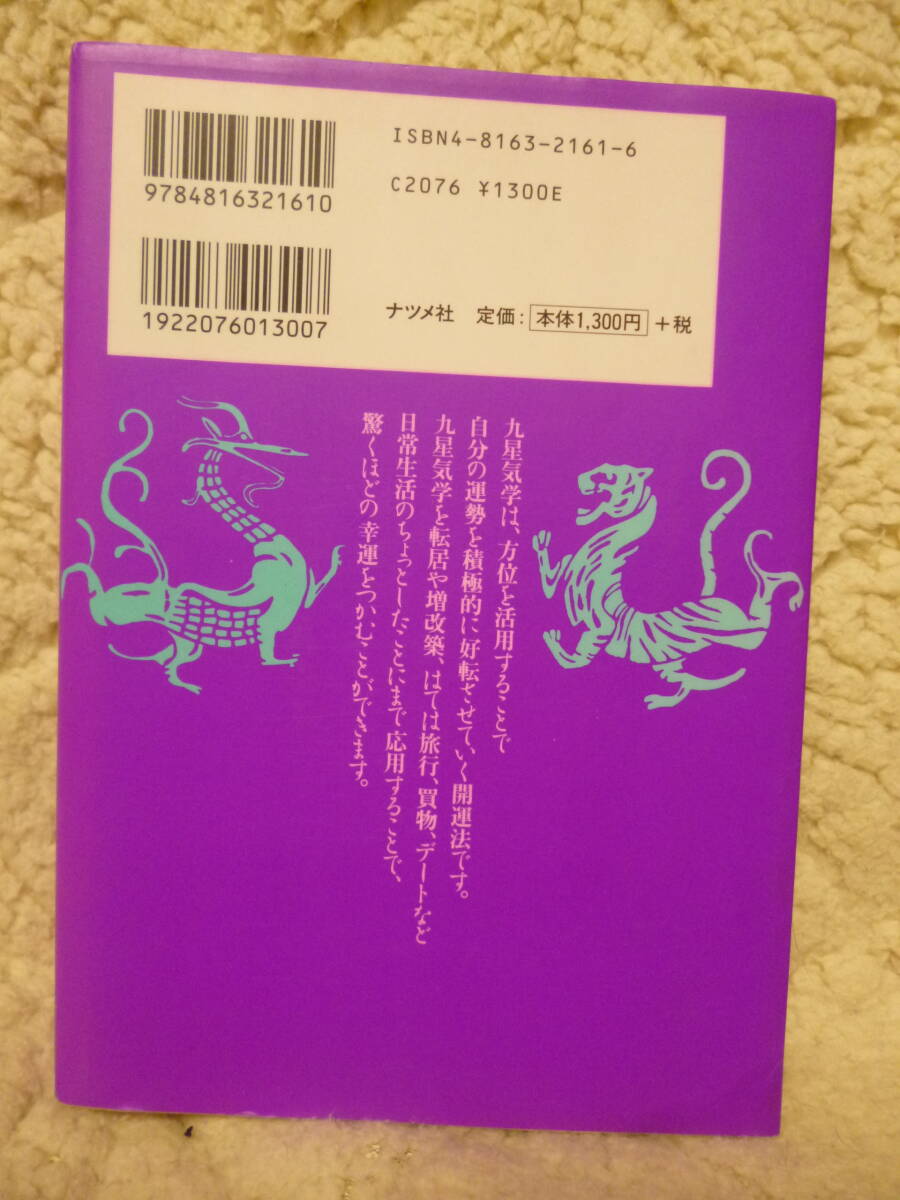 ISBN4-8163-2161-6
9784816321610
C2076 ¥1300E
1922076013007
ナツメ社 定価: 本体1,300円 +税
九星気学は、方位を活用することで
自分の運勢を積極的に好転させていく開運法です。
九星気学を転居や増改築、はては旅行、買物、デートなど
日常生活のちょっとしたことにまで応用することで、
驚くほどの幸運をつかむことができます。